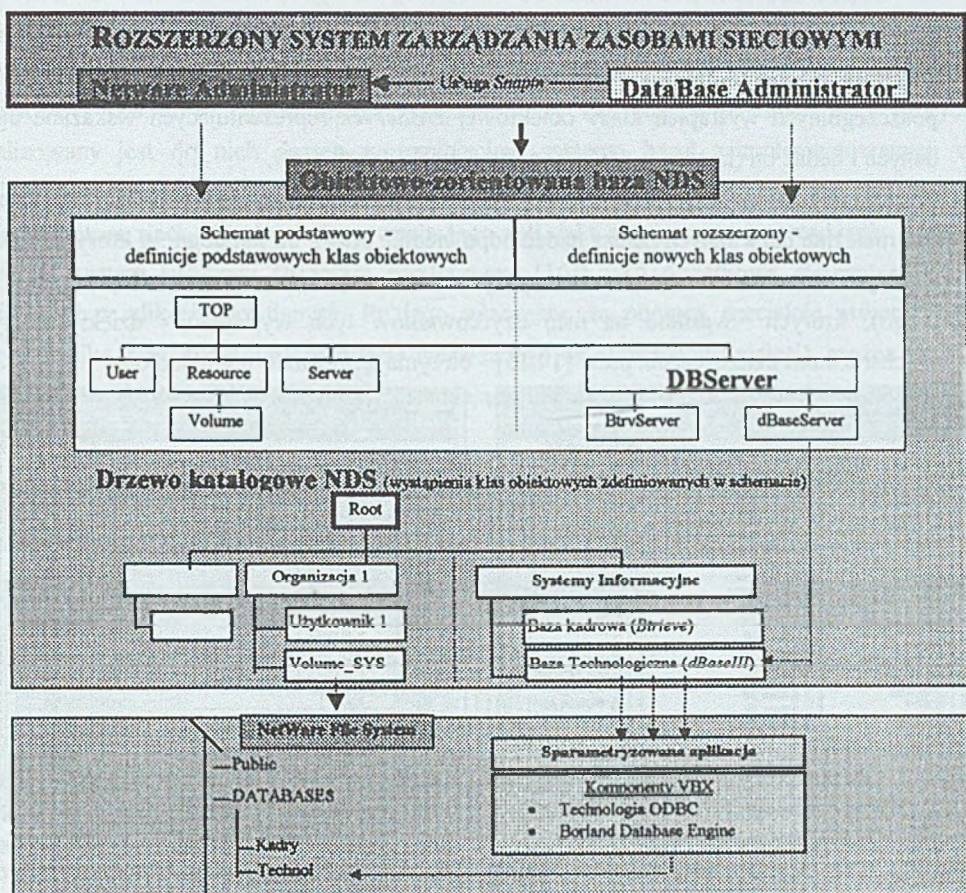 ROZSZERZONY SYSTEM ZARZĄDZANIA ZASOBAMI SIECIOWYMI
Netware Administrator
Usługa Snapin
DataBase Administrator
Obiektowo-zorientowana baza NDS
Schemat podstawowy -
definicje podstawowych klas obiektowych
Schemat rozszerzony -
definicje nowych klas obiektowych
TOP
User
Resource
Server
DBServer
Volume
BtrvServer
dBaseServer
Drzewo katalogowe NDS (wystąpienia klas obiektowych zdefiniowanych w schemacie)
Root
Organizacja 1
Systemy Informacyjne
Użytkownik 1
Baza kadrowa (Btrieve)
Volume_SYS
Baza Technologiczna (dBaseIII)
NetWare File System
Public
DATABASES
Kadry
Technol
Sparametryzowana aplikacja
Komponenty VBX
• Technologia ODBC
• Borland Database Engine